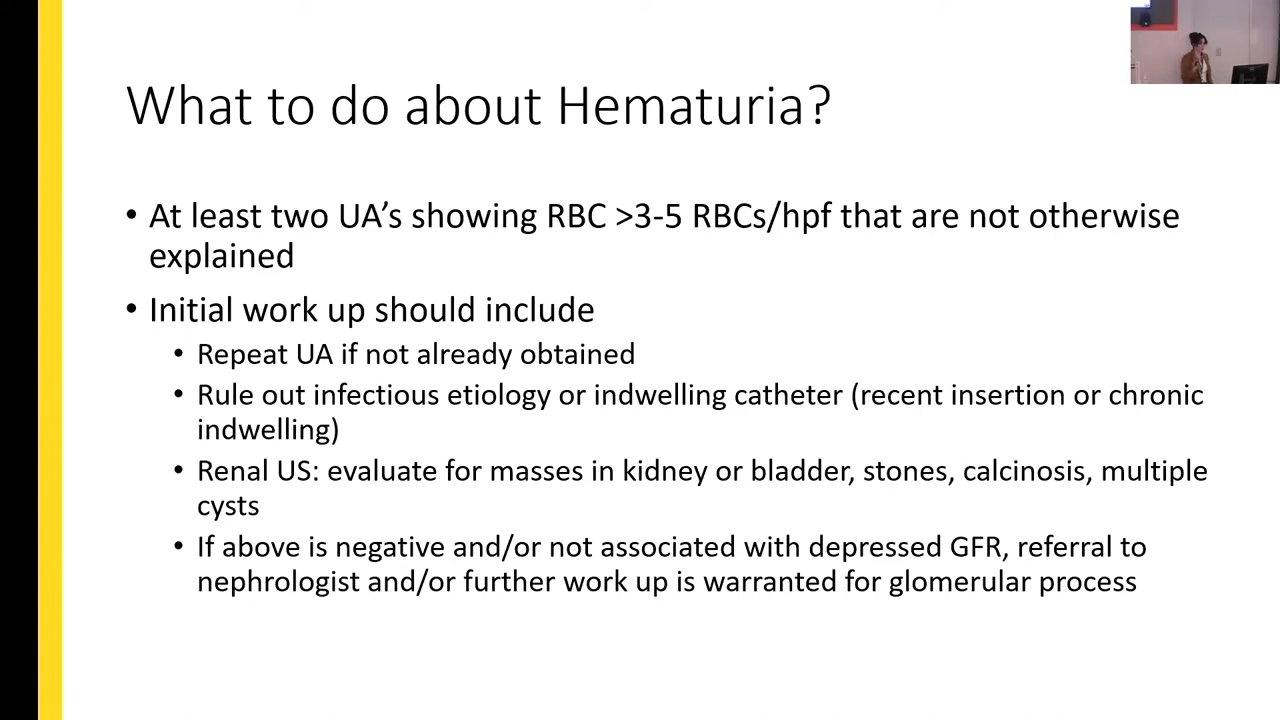 What to do about Hematuria?
• At least two UA's showing RBC >3-5 RBCs/hpf that are not otherwise
explained
• Initial work up should include
• Repeat UA if not already obtained
• Rule out infectious etiology or indwelling catheter (recent insertion or chronic
indwelling)
• Renal US: evaluate for masses in kidney or bladder, stones, calcinosis, multiple
cysts
• If above is negative and/or not associated with depressed GFR, referral to
nephrologist and/or further work up is warranted for glomerular process